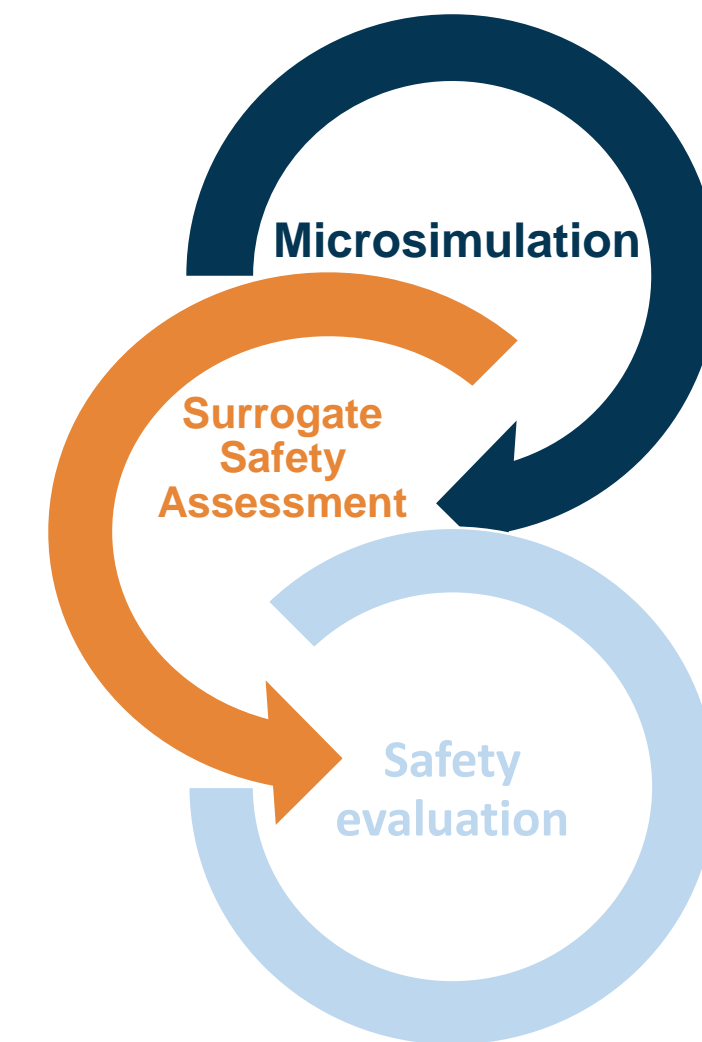 Microsimulation
Surrogate
Safety
Assessment
Safety
evaluation